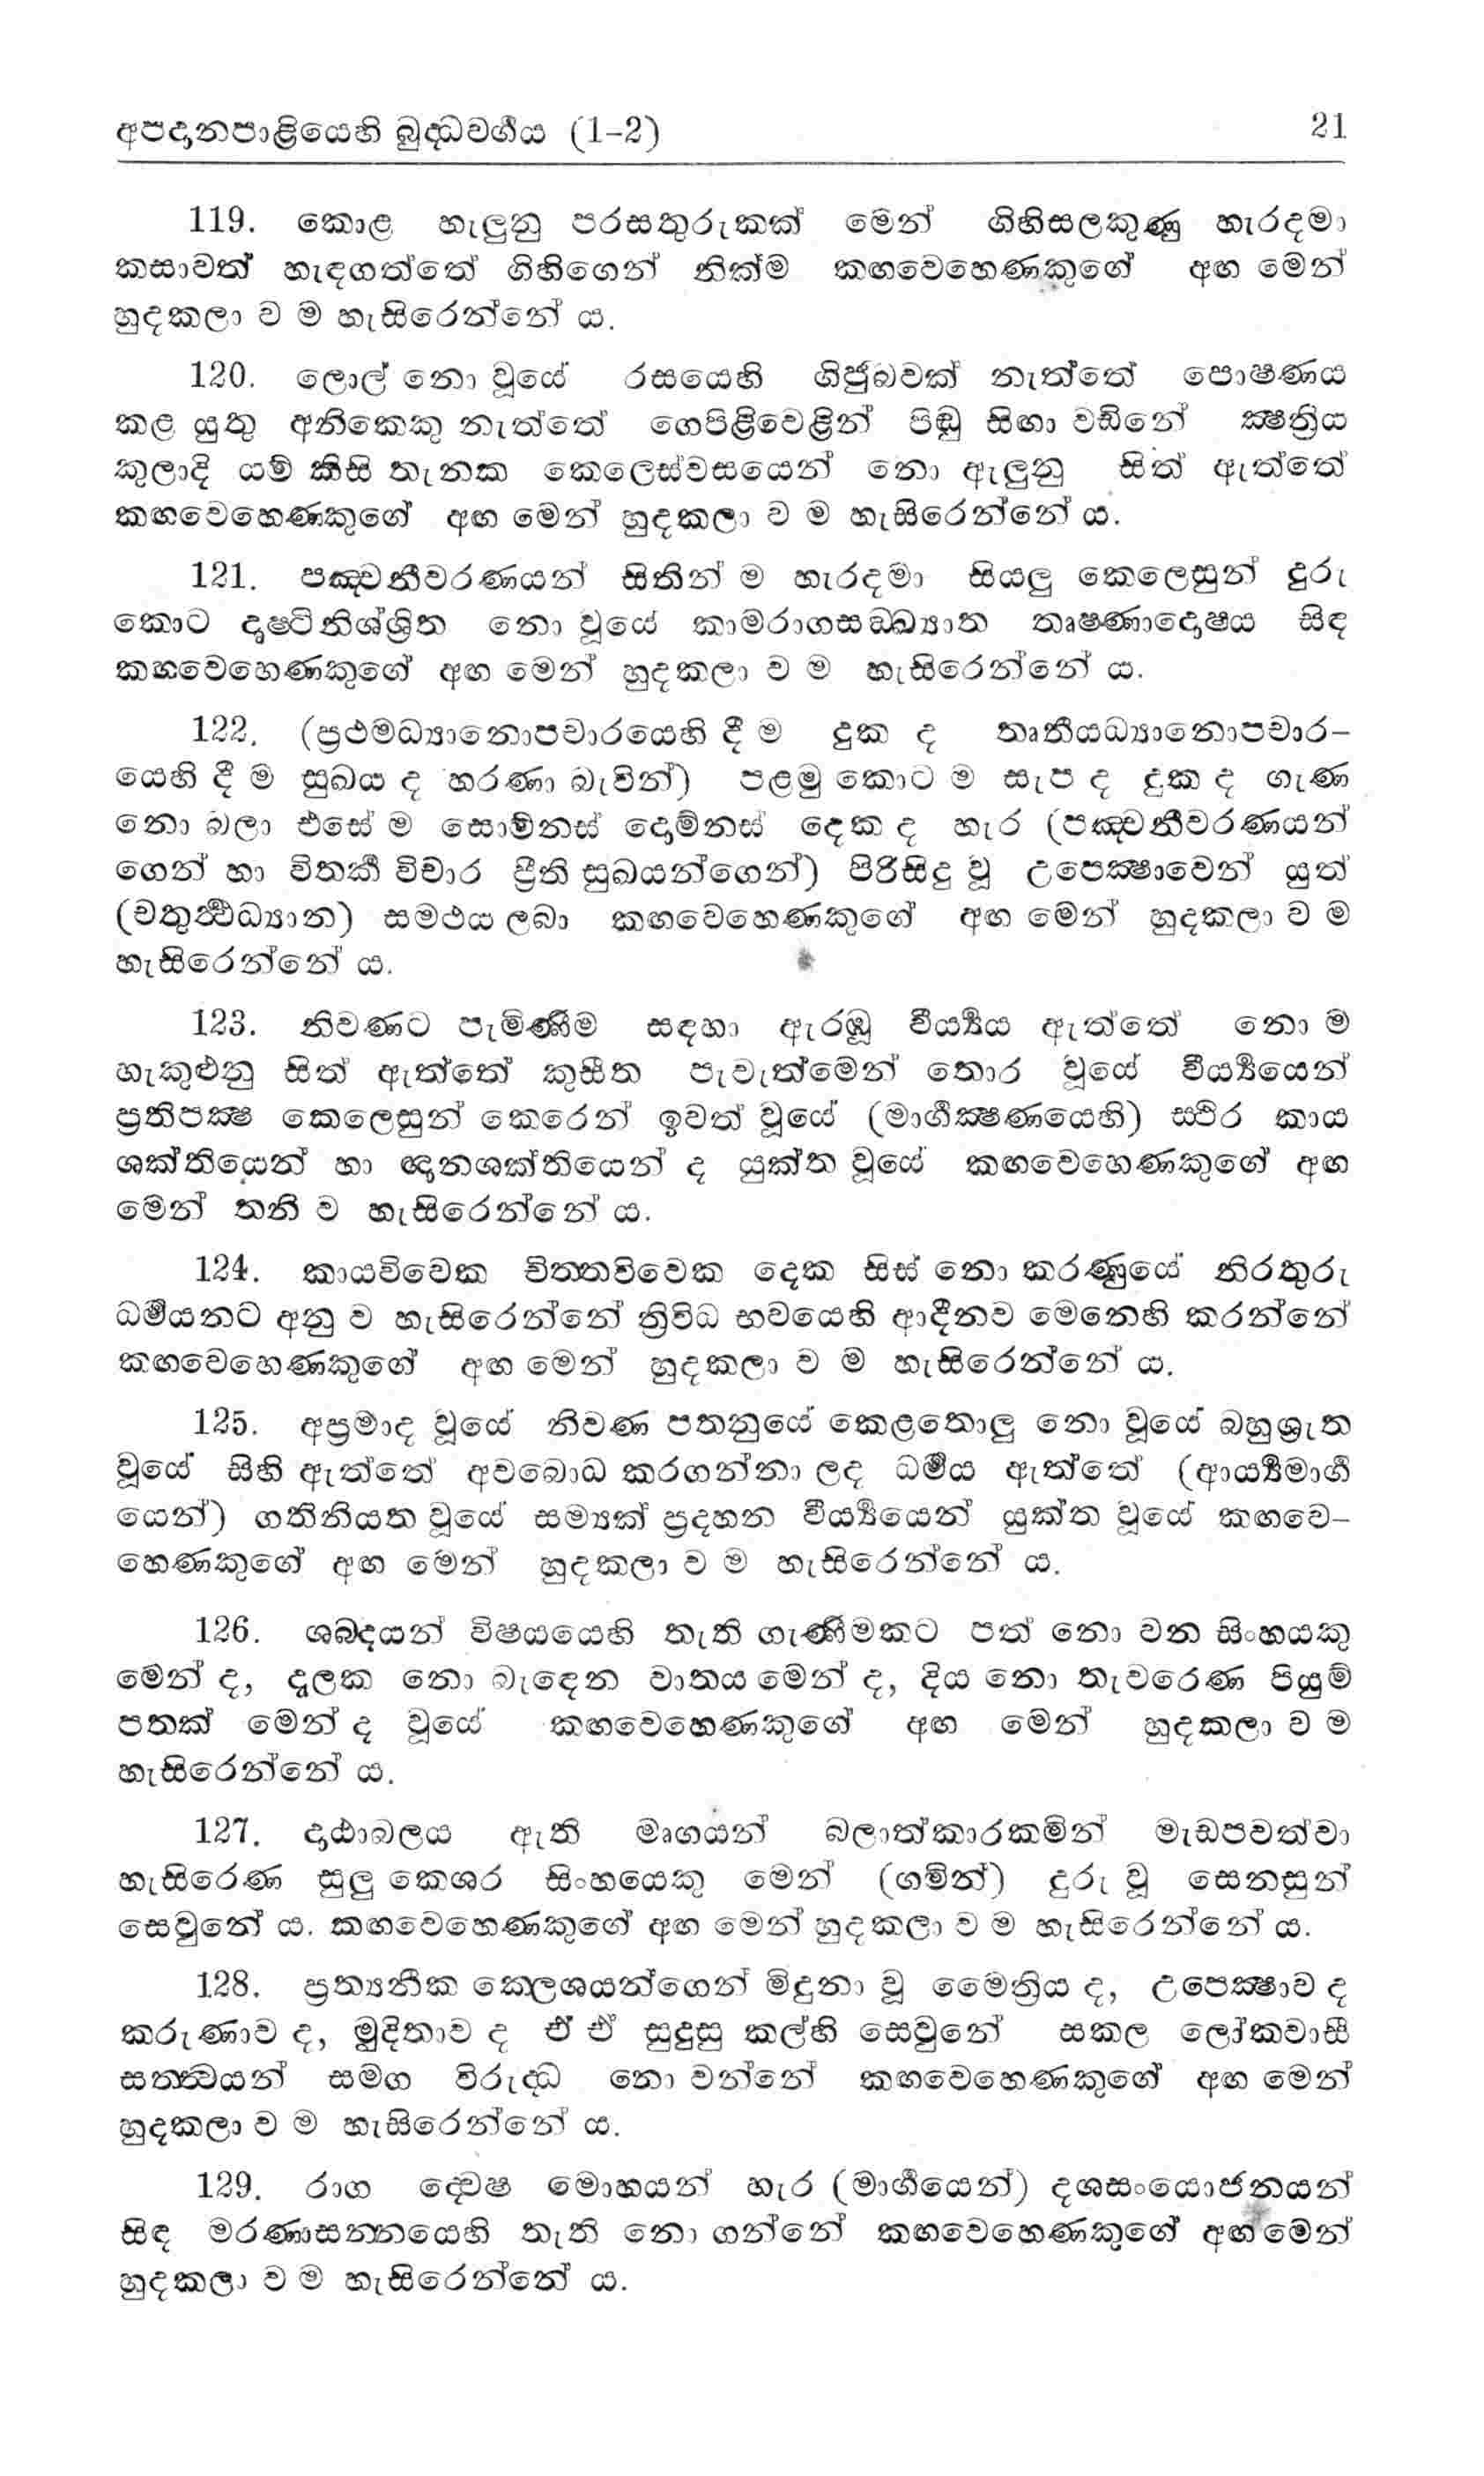 අපදානපාළියෙහි බුද්ධවර්ගය (1-2) 21
119. කොළ හැලුනු පරසතුරුකක් මෙන් ගිහිසලකුණු හැරදමා
කසාවත් හැඳගත්තේ ගිහිගෙන් නික්ම කඟවෙහෙණකුගේ අඟ මෙන්
හුදකලා ව ම හැසිරෙන්නේ ය.
120. ලොල් නො වූයේ රසයෙහි ගිජුබවක් නැත්තේ පොෂණය
කළ යුතු අනිකෙකු නැත්තේ ගෙපිළිවෙළින් පිඬු සිඟා වඩිනේ ක්‍ෂත්‍රිය
කුලාදි යම් කිසි තැනක කෙලෙස්වසයෙන් නො ඇලුනු සිත් ඇත්තේ
කඟවෙහෙණකුගේ අඟ මෙන් හුදකලා ව ම හැසිරෙන්නේ ය.
121. පඤ්චනීවරණයන් සිතින් ම හැරදමා සියලු කෙලෙසුන් දුරු
කොට දෘෂ්ටිනිශ්ශ්‍රිත නො වූයේ කාමරාගසඞ්ඛ්‍යාත තෘෂ්ණාදොෂය සිඳ
කඟවෙහෙණකුගේ අඟ මෙන් හුදකලා ව ම හැසිරෙන්නේ ය.
122. (ප්‍රථමධ්‍යානොපචාරයෙහි දී ම දුක ද තෘතීයධ්‍යානොපචාර-
යෙහි දී ම සුඛය ද හරණා බැවින්) පළමු කොට ම සැප ද දුක ද ගැණ
නො බලා එසේ ම සොම්නස් දොම්නස් දෙක ද හැර (පඤ්චනීවරණයන්
ගෙන් හා විතර්ක විචාර ප්‍රීති සුඛයන්ගෙන්) පිරිසිදු වූ උපෙක්‍ෂාවෙන් යුත්
(චතුර්ත්‍ථධ්‍යාන) සමථය ලබා කඟවෙහෙණකුගේ අඟ මෙන් හුදකලා ව ම
හැසිරෙන්නේ ය.
123. නිවණට පැමිණීම සඳහා ඇරඹූ වීර්‍ය්‍යය ඇත්තේ නො ම
හැකුළුනු සිත් ඇත්තේ කුසීත පැවැත්මෙන් තොර වූයේ වීර්‍ය්‍යයෙන්
ප්‍රතිපක්‍ෂ කෙලෙසුන් කෙරෙන් ඉවත් වූයේ (මාර්ගක්‍ෂණයෙහි) ස්ථිර කාය
ශක්තියෙන් හා ඥානශක්තියෙන් ද යුක්ත වූයේ කඟවෙහෙණකුගේ අඟ
මෙන් තනි ව හැසිරෙන්නේ ය.
124. කායවිවෙක චිත්තවිවෙක දෙක සිස් නො කරණුයේ නිරතුරු
ධර්‍මයනට අනු ව හැසිරෙන්නේ ත්‍රිවිධ භවයෙහි ආදීනව මෙනෙහි කරන්නේ
කඟවෙහෙණකුගේ අඟ මෙන් හුදකලා ව ම හැසිරෙන්නේ ය.
125. අප්‍රමාද වූයේ නිවණ පතනුයේ කෙළතොලු නො වූයේ බහුශ්‍රැත
වූයේ සිහි ඇත්තේ අවබොධ කරගන්නා ලද ධර්‍මය ඇත්තේ (ආර්‍ය්‍යමාර්ග
යෙන්) ගතිනියත වූයේ සම්‍යක් ප්‍රදහන වීර්‍ය්‍යයෙන් යුක්ත වූයේ කඟවෙ-
හෙණකුගේ අඟ මෙන් හුදකලා ව ම හැසිරෙන්නේ ය.
126. ශබ්දයන් විෂයයෙහි තැති ගැණීමකට පත් නො වන සිංහයකු
මෙන් ද, දැලක නො බැඳෙන වාතය මෙන් ද, දිය නො තැවරෙණ පියුම්
පතක් මෙන් ද වූයේ කඟවෙහෙණකුගේ අඟ මෙන් හුදකලා ව ම
හැසිරෙන්නේ ය.
127. දාඨාබලය ඇති මෘගයන් බලාත්කාරකමින් මැඩපවත්වා
හැසිරෙණ සුලු කෙශර සිංහයෙකු මෙන් (ගමින්) දුරු වූ සෙනසුන්
සෙවුනේ ය. කඟවෙහෙණකුගේ අඟ මෙන් හුදකලා ව ම හැසිරෙන්නේ ය.
128. ප්‍රත්‍යනීක ක්ලෙශයන්ගෙන් මිදුනා වූ මෛත්‍රිය ද, උපෙක්‍ෂාව ද
කරුණාව ද, මුදිතාව ද ඒ ඒ සුදුසු කල්හි සෙවුනේ සකල ලෝකවාසී
සත්ත්‍වයන් සමග විරුද්ධ නො වන්නේ කඟවෙහෙණකුගේ අඟ මෙන්
හුදකලා ව ම හැසිරෙන්නේ ය.
129. රාග ද්වෙෂ මොහයන් හැර (මාර්ගයෙන්) දශසංයොජනයන්
සිඳ මරණාසන්නයෙහි තැති නො ගන්නේ කඟවෙහෙණකුගේ අඟ මෙන්
හුදකලා ව ම හැසිරෙන්නේ ය.